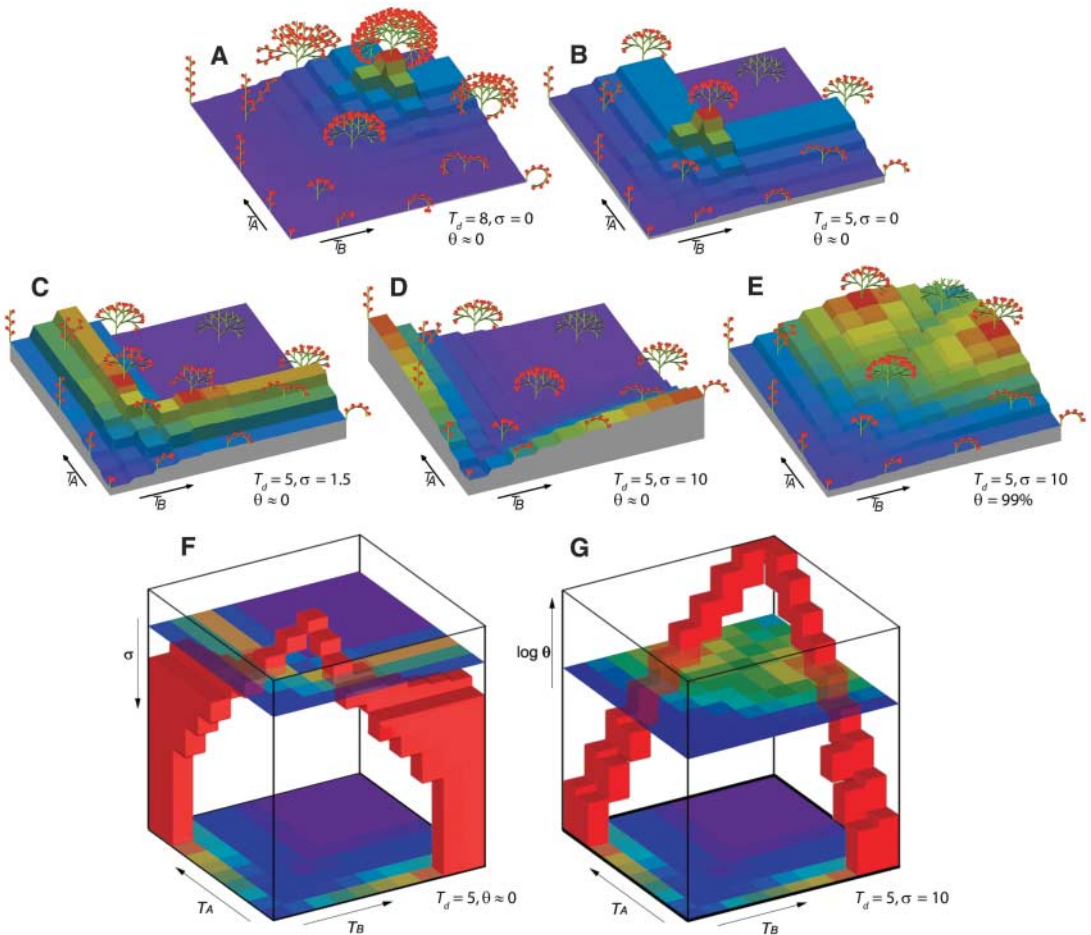 A
B
T_A
T_B
T_d = 8, σ = 0
θ ≈ 0
T_A
T_B
T_d = 5, σ = 0
θ ≈ 0
C
D
E
T_A
T_B
T_d = 5, σ = 1.5
θ ≈ 0
T_A
T_B
T_d = 5, σ = 10
θ ≈ 0
T_A
T_B
T_d = 5, σ = 10
θ = 99%
F
G
σ
log θ
T_A
T_B
T_d = 5, θ ≈ 0
T_A
T_B
T_d = 5, σ = 10